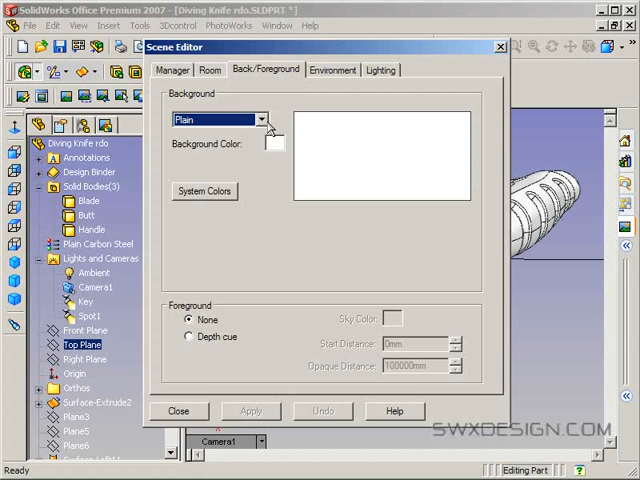 SolidWorks Office Premium 2007 - [Diving Knife rdo.SLDPRT *]
File Edit View Insert Tools 3Dcontrol PhotoWorks Window Help
Scene Editor
Manager Room Back/Foreground Environment Lighting
Background
Plain
Background Color:
System Colors
Foreground
None
Depth cue
Sky Color:
Start Distance: 0mm
Opaque Distance: 100000mm
Close Apply Undo Help
Diving Knife rdo
Annotations
Design Binder
Solid Bodies(3)
Blade
Butt
Handle
Plain Carbon Steel
Lights and Cameras
Ambient
Camera1
Key
Spot1
Front Plane
Top Plane
Right Plane
Origin
Orthos
Surface-Extrude2
Plane3
Plane5
Plane6
Camera1
SWXDESIGN.COM
Ready
Editing Part